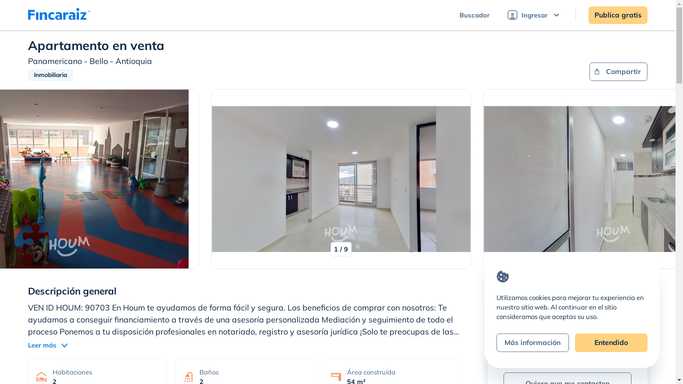 Fincaraiz
Buscador
Ingresar
Publica gratis
Apartamento en venta
Panamericano - Bello - Antioquia
Inmobiliaria
Compartir
HOUM
HOUM
HOUM
1 / 9
Descripción general
VEN ID HOUM: 90703 En Houm te ayudamos de forma fácil y segura. Los beneficios de comprar con nosotros: Te
ayudamos a conseguir financiamiento a través de una asesoría personalizada Mediación y seguimiento de todo el
proceso Ponemos a tu disposición profesionales en notariado, registro y asesoría jurídica ¡Solo te preocupas de las...
Leer más
Habitaciones
2
Baños
2
Área construida
54 m²
Utilizamos cookies para mejorar tu experiencia en
nuestro sitio web. Al continuar en el sitio
consideramos que aceptas su uso.
Más información
Entendido
Quiero que me contacten